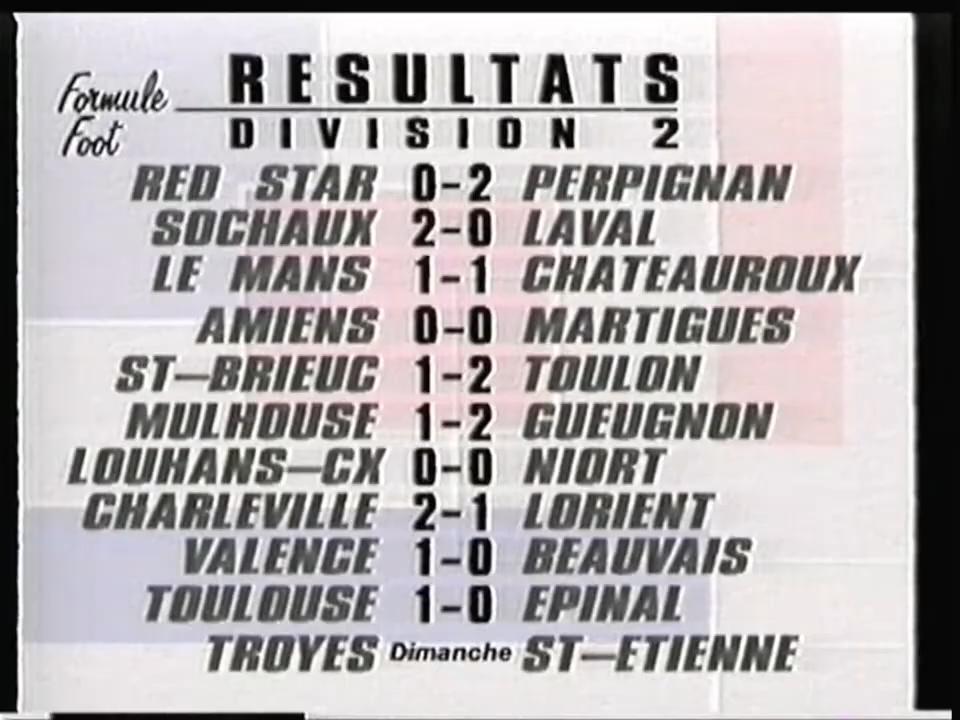 Formule Foot
RESULTATS
DIVISION 2
RED STAR 0-2 PERPIGNAN
SOCHAUX 2-0 LAVAL
LE MANS 1-1 CHATEAUROUX
AMIENS 0-0 MARTIGUES
ST-BRIEUC 1-2 TOULON
MULHOUSE 1-2 GUEUGNON
LOUHANS-CX 0-0 NIORT
CHARLEVILLE 2-1 LORIENT
VALENCE 1-0 BEAUVAIS
TOULOUSE 1-0 EPINAL
TROYES Dimanche ST-ETIENNE